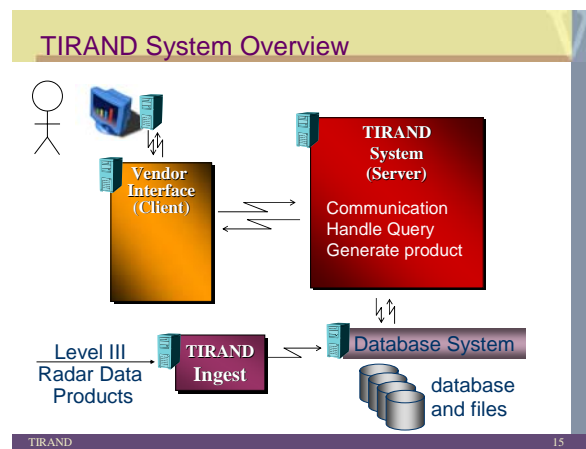 TIRAND System Overview
Vendor
Interface
(Client)
TIRAND
System
(Server)
Communication
Handle Query
Generate product
Level III
Radar Data
Products
TIRAND
Ingest
Database System
database
and files
TIRAND
15